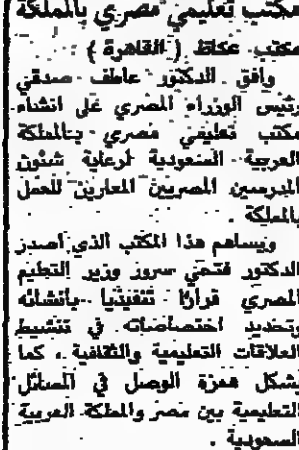 مكتب تعليمي مصري بالمملكة
مكتب عكاظ ( القاهرة ) :
وافق الدكتور عاطف صدقي
رئيس الوزراء المصري على انشاء
مكتب تعليمي مصري بالمملكة
العربية السعودية لرعاية شئون
المدرسين المصريين المعارين للعمل
بالمملكة .
ويساهم هذا المكتب الذي اصدر
الدكتور فتحي سرور وزير التعليم
المصري قرارا تنفيذيا بانشائه
وتحديد اختصاصاته في تنشيط
العلاقات التعليمية والثقافية ، كما
يشكل همزة الوصل في المسائل
التعليمية بين مصر والمملكة العربية
السعودية .